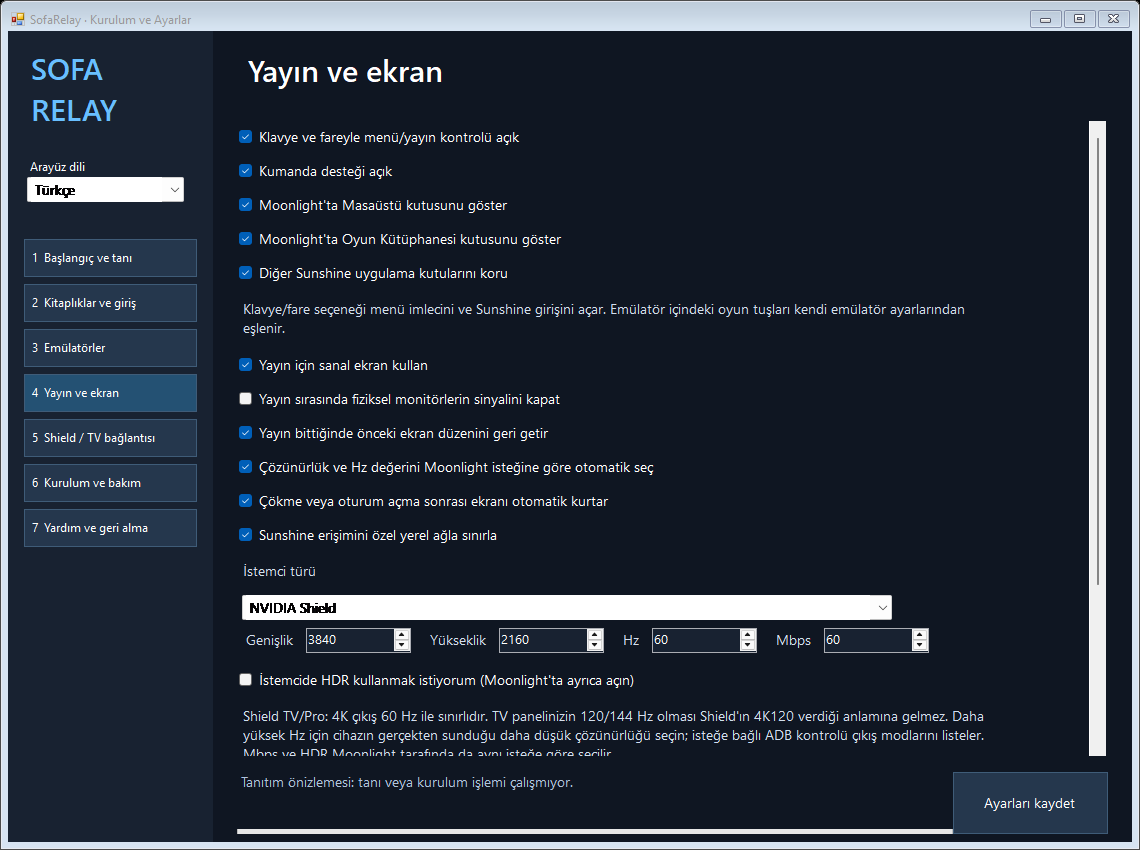 SofaRelay - Kurulum ve Ayarlar
SOFA
RELAY
Arayüz dili
Türkçe
1 Başlangıç ve tanı
2 Kitaplıklar ve giriş
3 Emülatörler
4 Yayın ve ekran
5 Shield / TV bağlantısı
6 Kurulum ve bakım
7 Yardım ve geri alma
Yayın ve ekran
Klavye ve fareyle menü/yayın kontrolü açık
Kumanda desteği açık
Moonlight'ta Masaüstü kutusunu göster
Moonlight'ta Oyun Kütüphanesi kutusunu göster
Diğer Sunshine uygulama kutularını koru
Klavye/fare seçeneği menü imlecini ve Sunshine girişini açar. Emülatör içindeki oyun tuşları kendi emülatör ayarlarından
eşlenir.
Yayın için sanal ekran kullan
Yayın sırasında fiziksel monitörlerin sinyalini kapat
Yayın bittiğinde önceki ekran düzenini geri getir
Çözünürlük ve Hz değerini Moonlight isteğine göre otomatik seç
Çökme veya oturum açma sonrası ekranı otomatik kurtar
Sunshine erişimini özel yerel ağla sınırla
İstemci türü
NVIDIA Shield
Genişlik 3840 Yükseklik 2160 Hz 60 Mbps 60
İstemcide HDR kullanmak istiyorum (Moonlight'ta ayrıca açın)
Shield TV/Pro: 4K çıkış 60 Hz ile sınırlıdır. TV panelinizin 120/144 Hz olması Shield'ın 4K120 verdiği anlamına gelmez. Daha
yüksek Hz için cihazın gerçekten sunduğu daha düşük çözünürlüğü seçin; isteğe bağlı ADB kontrolü çıkış modlarını listeler.
Mbps ve HDR Moonlight tarafında da aynı isteğe göre seçilir.
Tanıtım önizlemesi: tanı veya kurulum işlemi çalışmıyor.
Ayarları kaydet